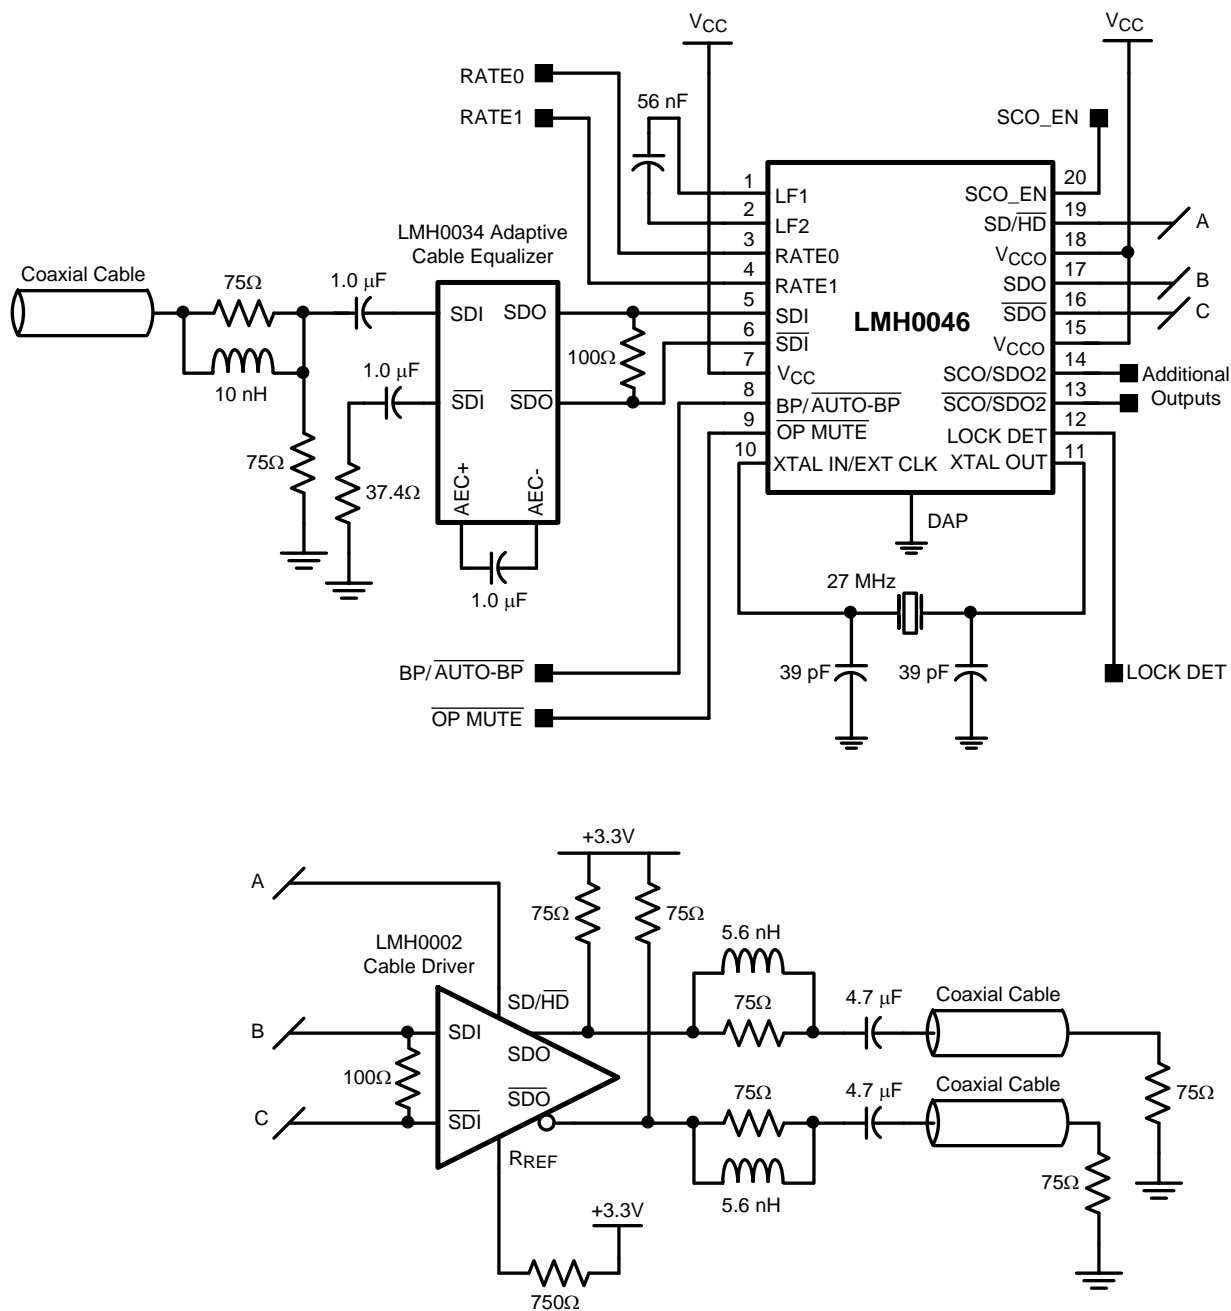 VCC
VCC
RATE0
56 nF
RATE1
SCO_EN
1
LF1
2
LF2
3
RATE0
4
RATE1
5
SDI
6
SDI
7
VCC
8
BP/AUTO-BP
9
OP MUTE
10
XTAL IN/EXT CLK
LMH0046
DAP
20
SCO_EN
19
SD/HD
A
18
VCCO
17
SDO
B
16
SDO
C
15
VCCO
14
SCO/SDO2
13
SCO/SDO2
Additional
Outputs
12
LOCK DET
11
XTAL OUT
LMH0034 Adaptive
Cable Equalizer
Coaxial Cable
75Ω
1.0 μF
SDI
SDO
100Ω
10 nH
1.0 μF
SDI
SDO
75Ω
37.4Ω
AEC+
AEC-
1.0 μF
27 MHz
39 pF
39 pF
BP/AUTO-BP
LOCK DET
OP MUTE
+3.3V
A
75Ω
75Ω
LMH0002
Cable Driver
5.6 nH
SD/HD
75Ω
4.7 μF
Coaxial Cable
B
SDI
SDO
100Ω
SDO
75Ω
4.7 μF
Coaxial Cable
75Ω
C
SDI
RREF
5.6 nH
75Ω
+3.3V
750Ω